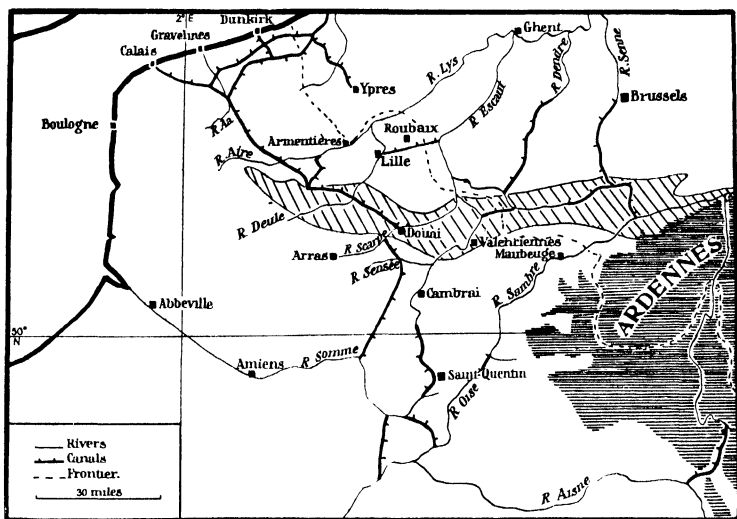 2° E
Dunkirk
Gravelines
Calais
Ghent
R. Lys
R. Dendre
R. Senne
Ypres
R Escaut
Brussels
Boulogne
R Aa
Armentières
Roubaix
R Aire
Lille
R. Deule
Douai
Arras
R Scarpe
Valenciennes
Maubeuge
R Sensée
ARDENNES
Cambrai
R Sambre
Abbeville
50°
N
Amiens
R Somme
Saint-Quentin
R Oise
Rivers
Canals
Frontier.
30 miles
R Aisne